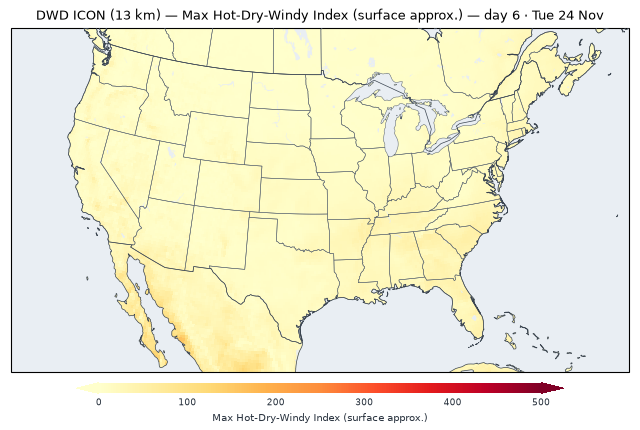 DWD ICON (13 km) — Max Hot-Dry-Windy Index (surface approx.) — day 6 · Tue 24 Nov
0 100 200 300 400 500
Max Hot-Dry-Windy Index (surface approx.)